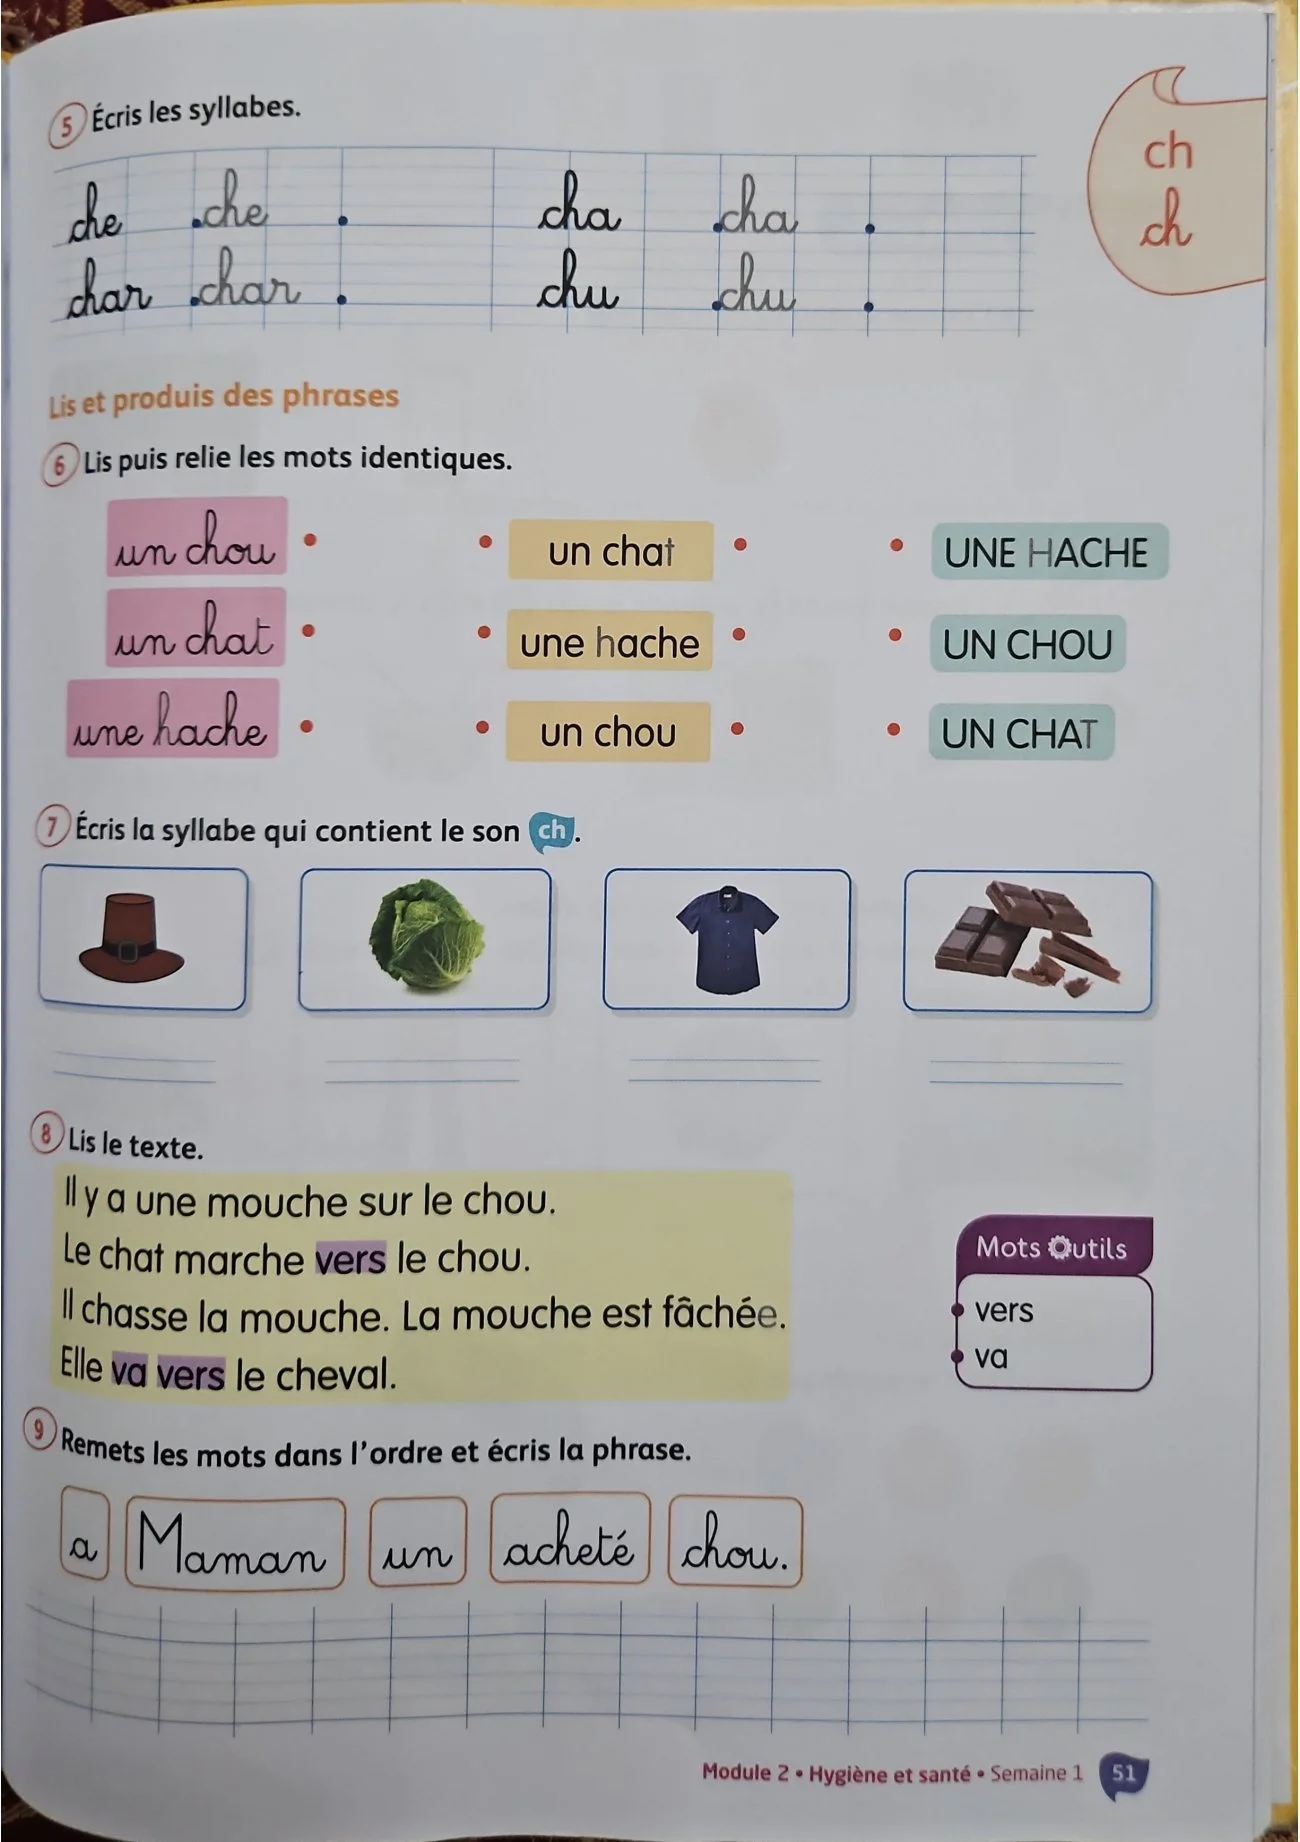 5 Écris les syllabes.
ch
ch
che .che . cha .cha .
char .char . chu .chu .
Lis et produis des phrases
6 Lis puis relie les mots identiques.
un chou • • un chat • • UNE HACHE
un chat • • une hache • • UN CHOU
une hache • • un chou • • UN CHAT
7 Écris la syllabe qui contient le son ch.
8 Lis le texte.
Il y a une mouche sur le chou.
Le chat marche vers le chou.
Il chasse la mouche. La mouche est fâchée.
Elle va vers le cheval.
Mots Outils
• vers
• va
9 Remets les mots dans l'ordre et écris la phrase.
a Maman un acheté chou.
Module 2 • Hygiène et santé • Semaine 1 51